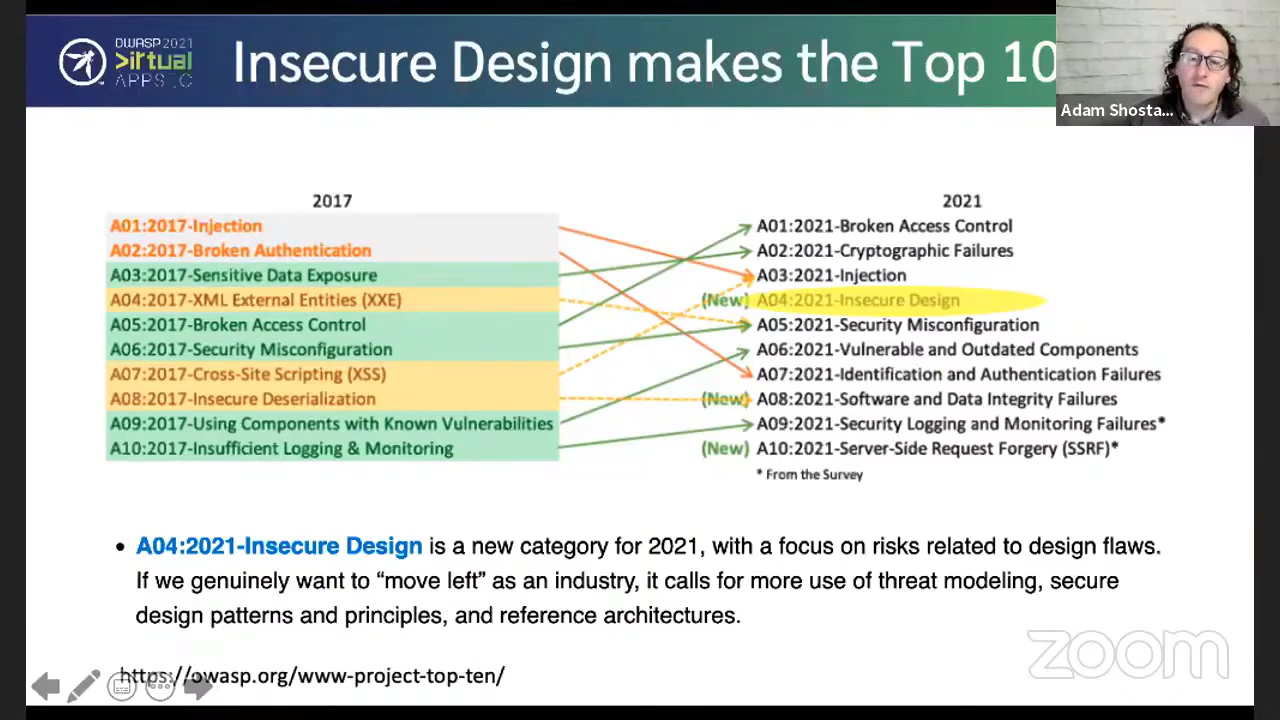 OWASP 2021
Virtual
APPSEC
Insecure Design makes the Top 10
Adam Shosta...
2017
2021
A01:2017-Injection
A02:2017-Broken Authentication
A03:2017-Sensitive Data Exposure
A04:2017-XML External Entities (XXE)
A05:2017-Broken Access Control
A06:2017-Security Misconfiguration
A07:2017-Cross-Site Scripting (XSS)
A08:2017-Insecure Deserialization
A09:2017-Using Components with Known Vulnerabilities
A10:2017-Insufficient Logging & Monitoring
A01:2021-Broken Access Control
A02:2021-Cryptographic Failures
A03:2021-Injection
(New) A04:2021-Insecure Design
A05:2021-Security Misconfiguration
A06:2021-Vulnerable and Outdated Components
A07:2021-Identification and Authentication Failures
(New) A08:2021-Software and Data Integrity Failures
A09:2021-Security Logging and Monitoring Failures*
(New) A10:2021-Server-Side Request Forgery (SSRF)*
* From the Survey
• A04:2021-Insecure Design is a new category for 2021, with a focus on risks related to design flaws.
If we genuinely want to “move left” as an industry, it calls for more use of threat modeling, secure
design patterns and principles, and reference architectures.
https://owasp.org/www-project-top-ten/
zoom